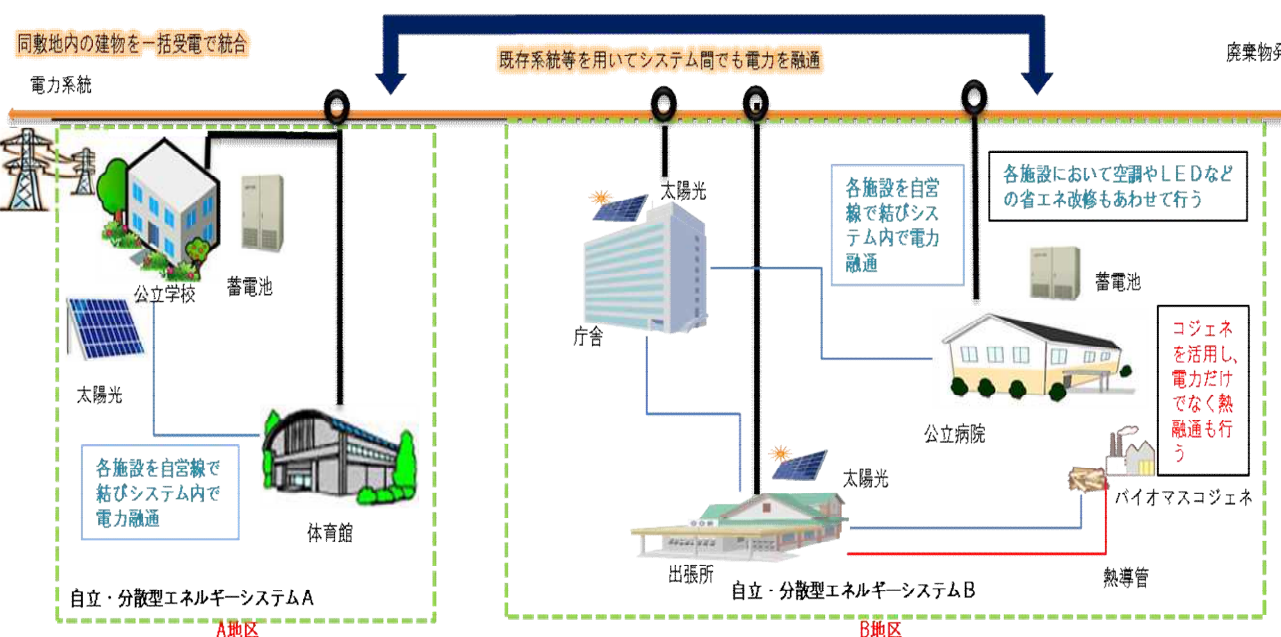 同敷地内の建物を一括受電で統合
既存系統等を用いてシステム間でも電力を融通
廃棄物発
電力系統
公立学校
蓄電池
太陽光
体育館
各施設を自営線で
結びシステム内で
電力融通
自立・分散型エネルギーシステムA
A地区
太陽光
庁舎
各施設を自営
線で結びシス
テム内で電力
融通
各施設において空調やLEDなど
の省エネ改修もあわせて行う
蓄電池
公立病院
コジェネ
を活用し、
電力だけ
でなく熱
融通も行
う
太陽光
出張所
バイオマスコジェネ
熱導管
自立・分散型エネルギーシステムB
B地区